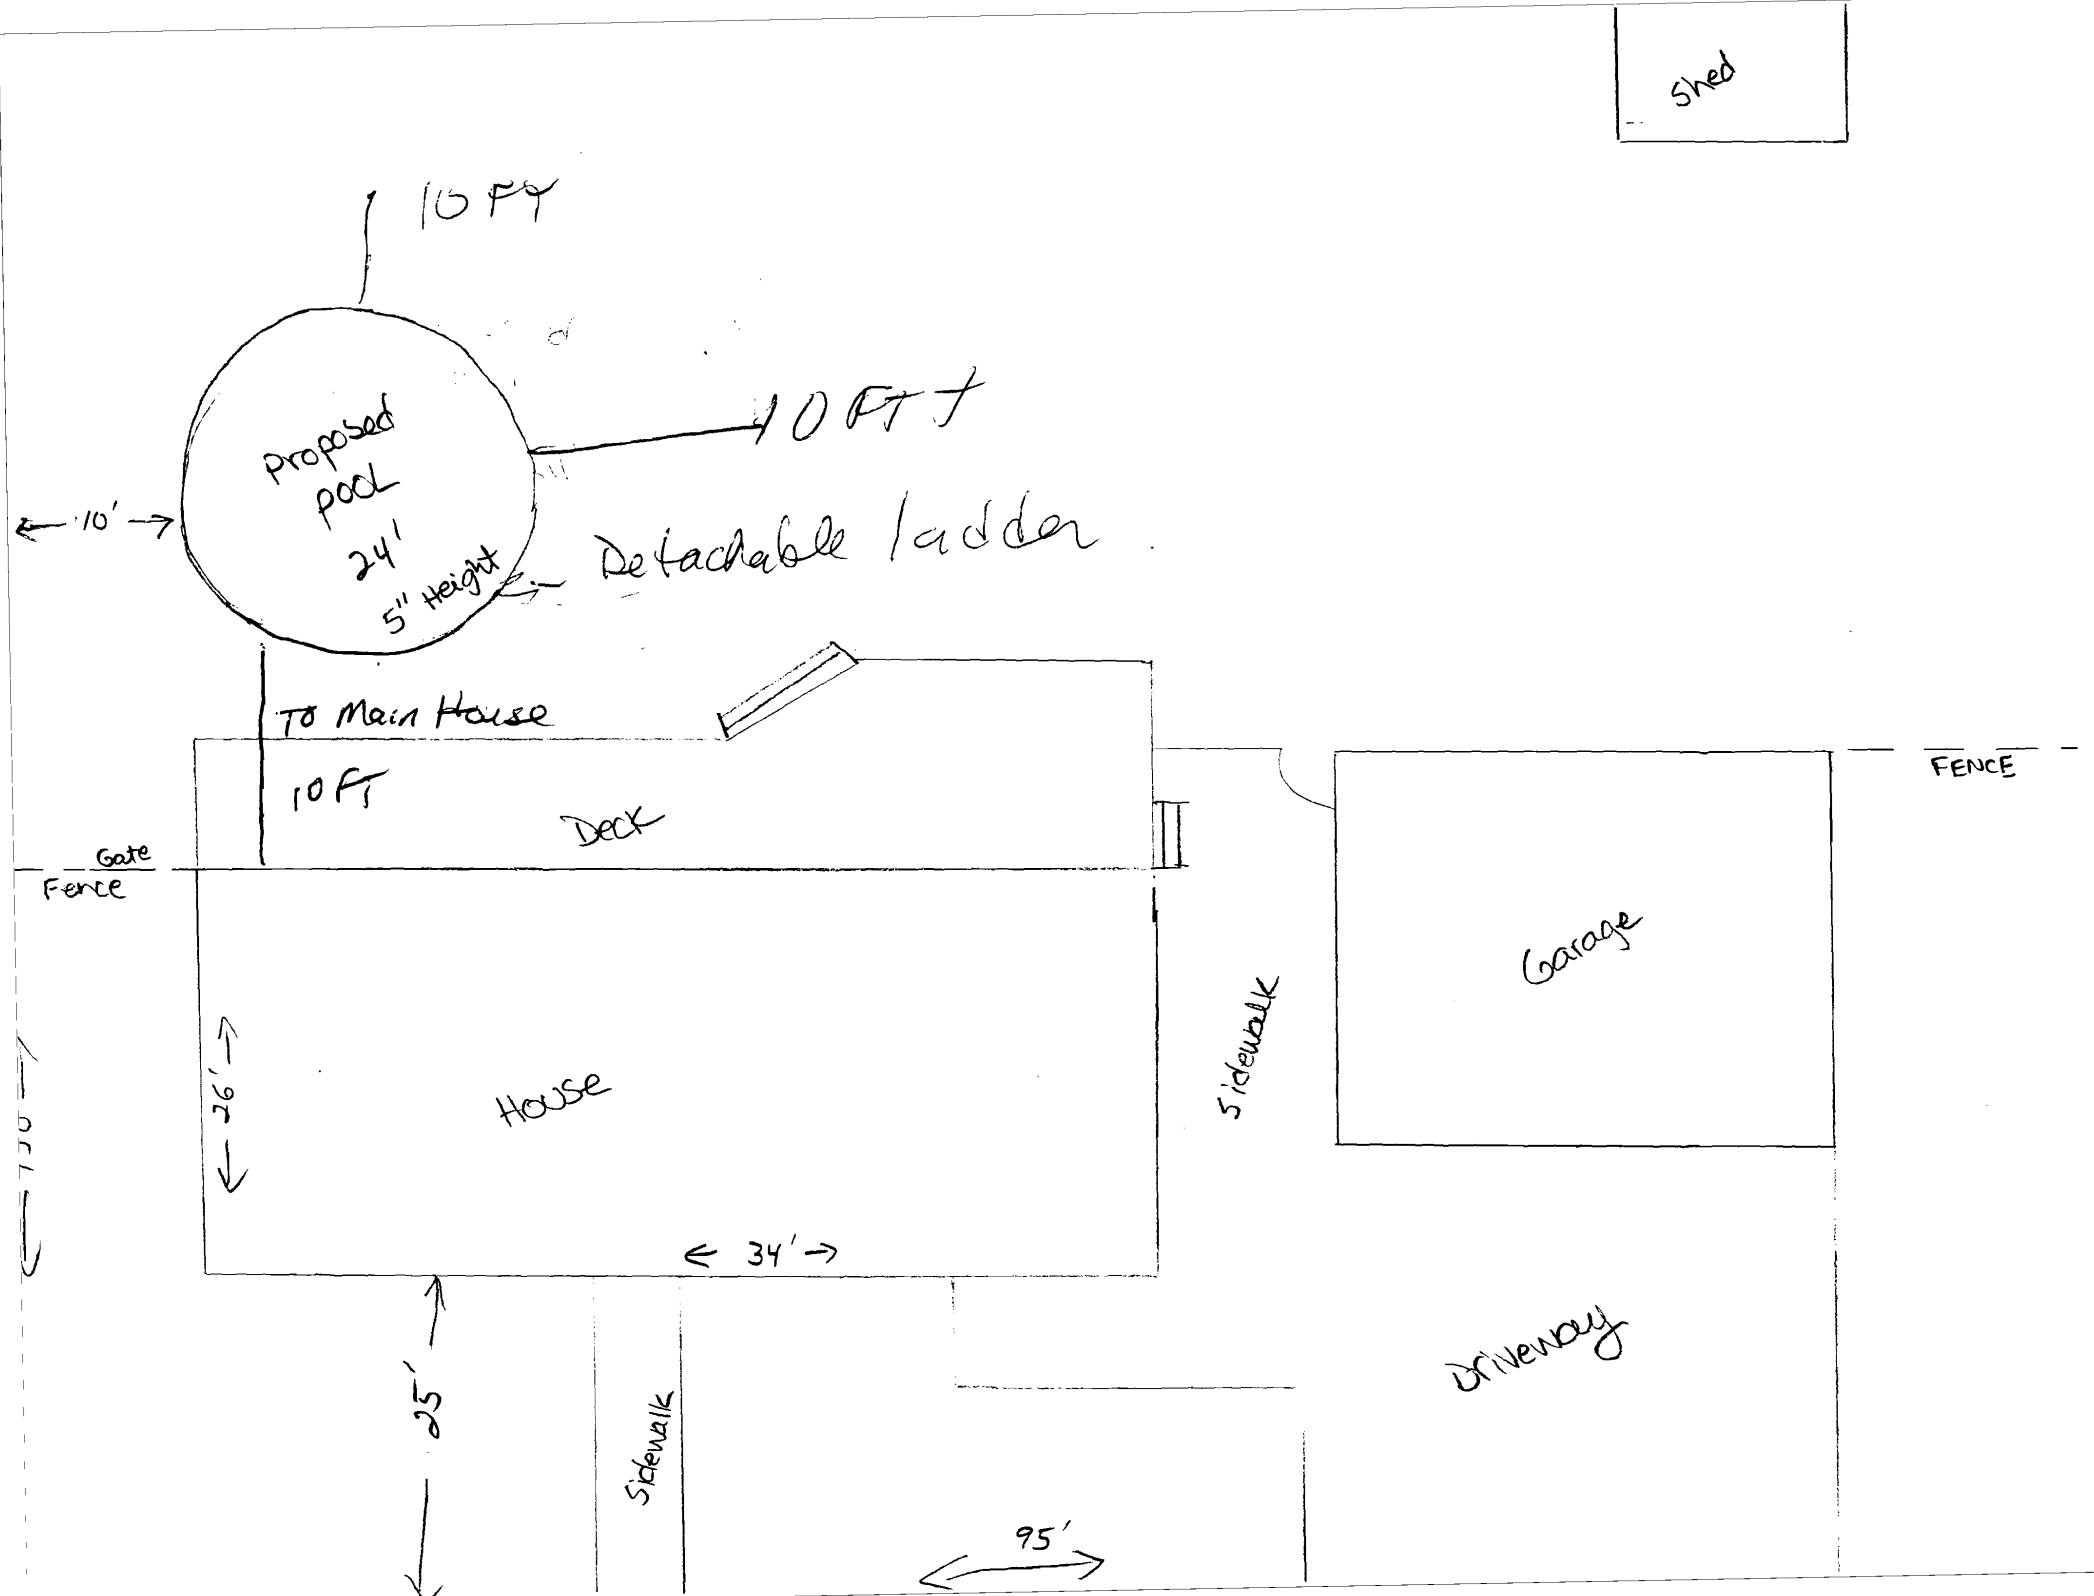 Shed
10 FT
10 FT +
Proposed
POOL
24'
5" Height
10'
Detachable ladder
TO Main House
10 FT
Deck
Gate
Fence
FENCE
Garage
Sidewalk
26'
House
34'
25'
Sidewalk
Driveway
95'